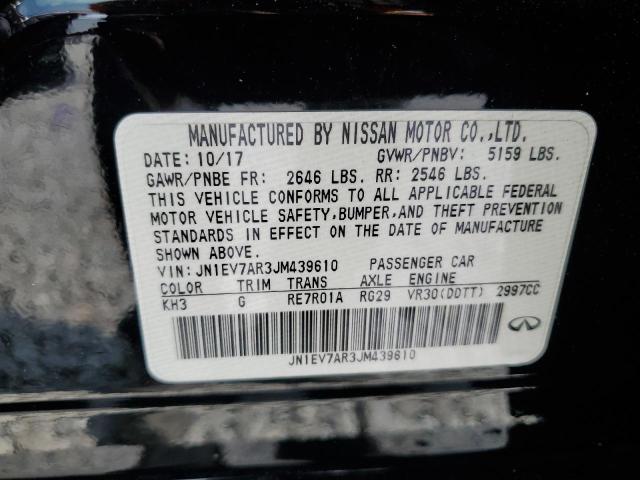 MANUFACTURED BY NISSAN MOTOR CO.,LTD.
DATE: 10/17 GVWR/PNBV: 5159 LBS.
GAWR/PNBE FR: 2646 LBS. RR: 2546 LBS.
THIS VEHICLE CONFORMS TO ALL APPLICABLE FEDERAL
MOTOR VEHICLE SAFETY,BUMPER,AND THEFT PREVENTION
STANDARDS IN EFFECT ON THE DATE OF MANUFACTURE
SHOWN ABOVE.
VIN: JN1EV7AR3JM439610 PASSENGER CAR
COLOR TRIM TRANS AXLE ENGINE
KH3 G RE7R01A RG29 VR30(DDTT) 2997CC
JN1EV7AR3JM439610